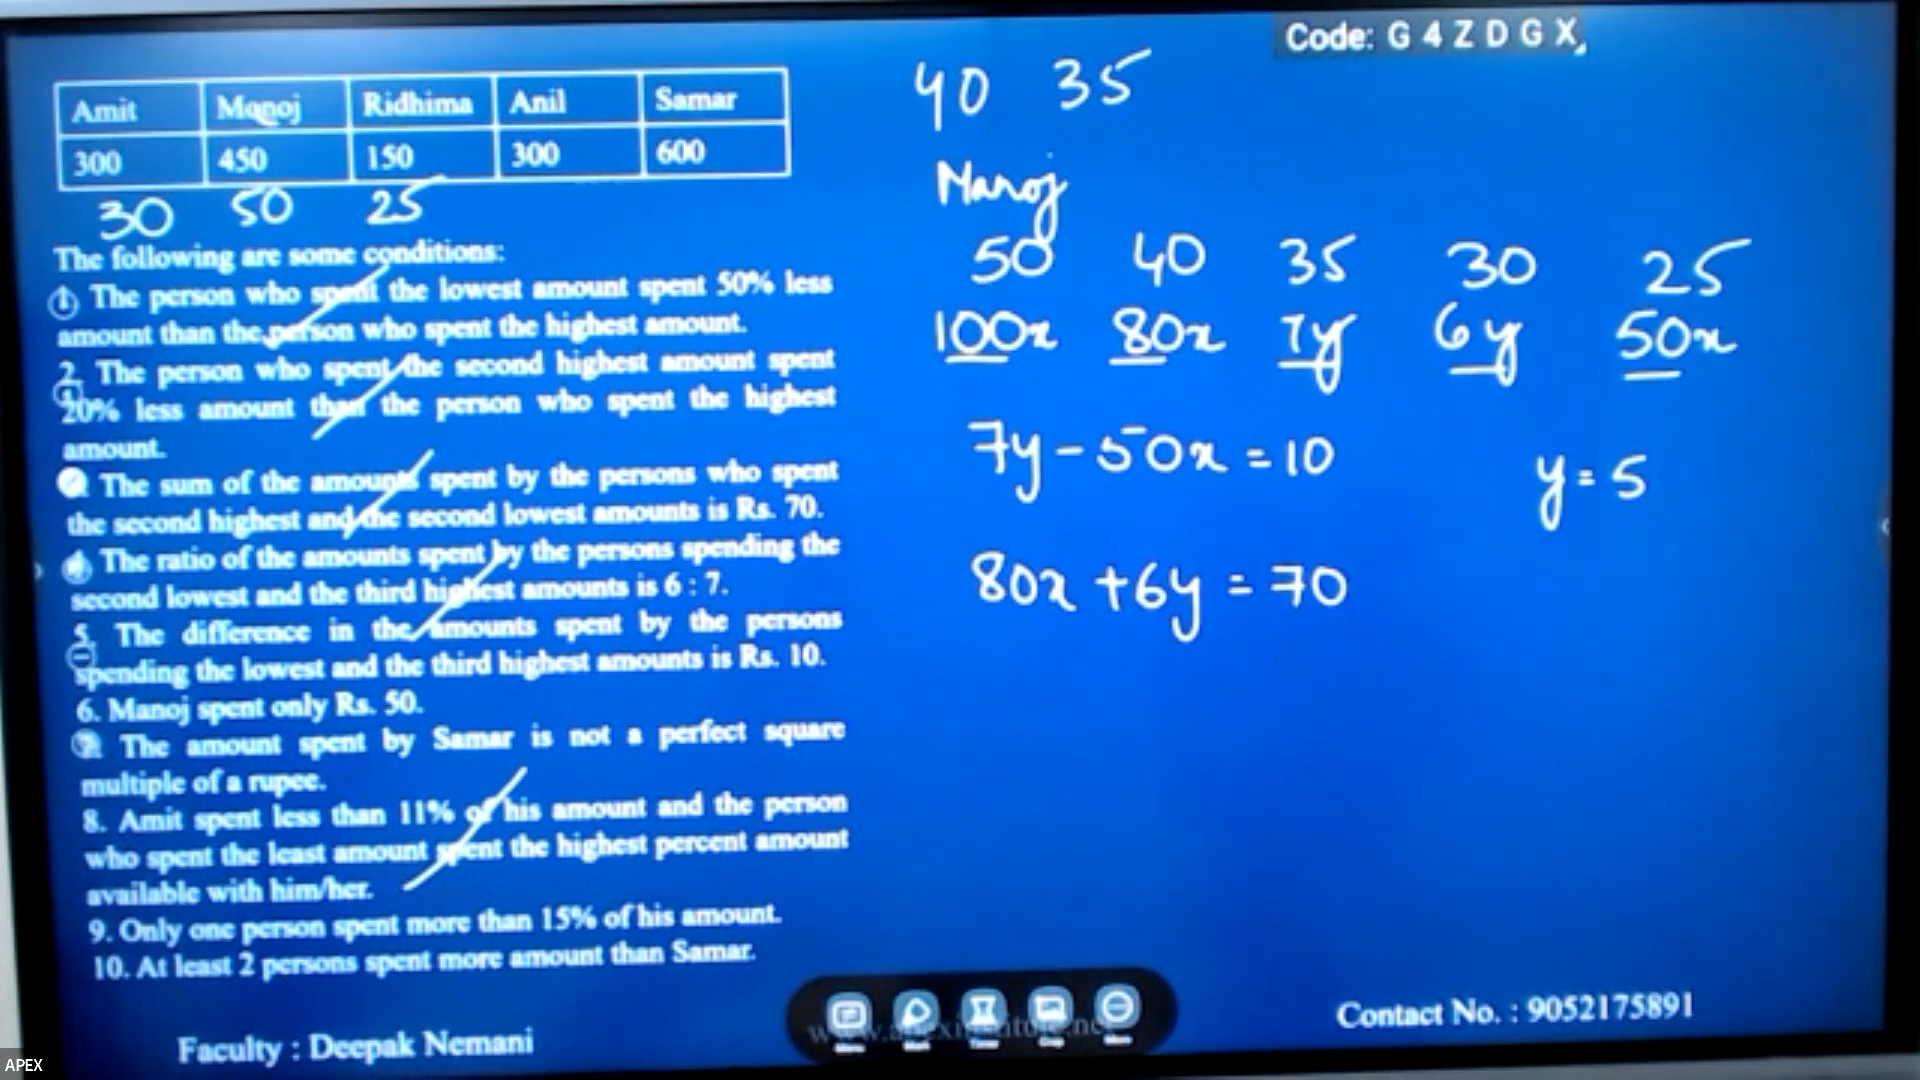 Code: G 4 Z D G X
Amit Manoj Ridhima Anil Samar
300 450 150 300 600
30 50 25
The following are some conditions:
1. The person who spent the lowest amount spent 50% less
amount than the person who spent the highest amount.
2. The person who spent the second highest amount spent
20% less amount than the person who spent the highest
amount.
The sum of the amounts spent by the persons who spent
the second highest and the second lowest amounts is Rs. 70.
The ratio of the amounts spent by the persons spending the
second lowest and the third highest amounts is 6 : 7.
5. The difference in the amounts spent by the persons
spending the lowest and the third highest amounts is Rs. 10.
6. Manoj spent only Rs. 50.
7. The amount spent by Samar is not a perfect square
multiple of a rupee.
8. Amit spent less than 11% of his amount and the person
who spent the least amount spent the highest percent amount
available with him/her.
9. Only one person spent more than 15% of his amount.
10. At least 2 persons spent more amount than Samar.
40 35
Manoj
50 40 35 30 25
100x 80x 7y 6y 50x
7y - 50x = 10
y = 5
80x + 6y = 70
Faculty : Deepak Nemani
Contact No. : 9052175891
APEX